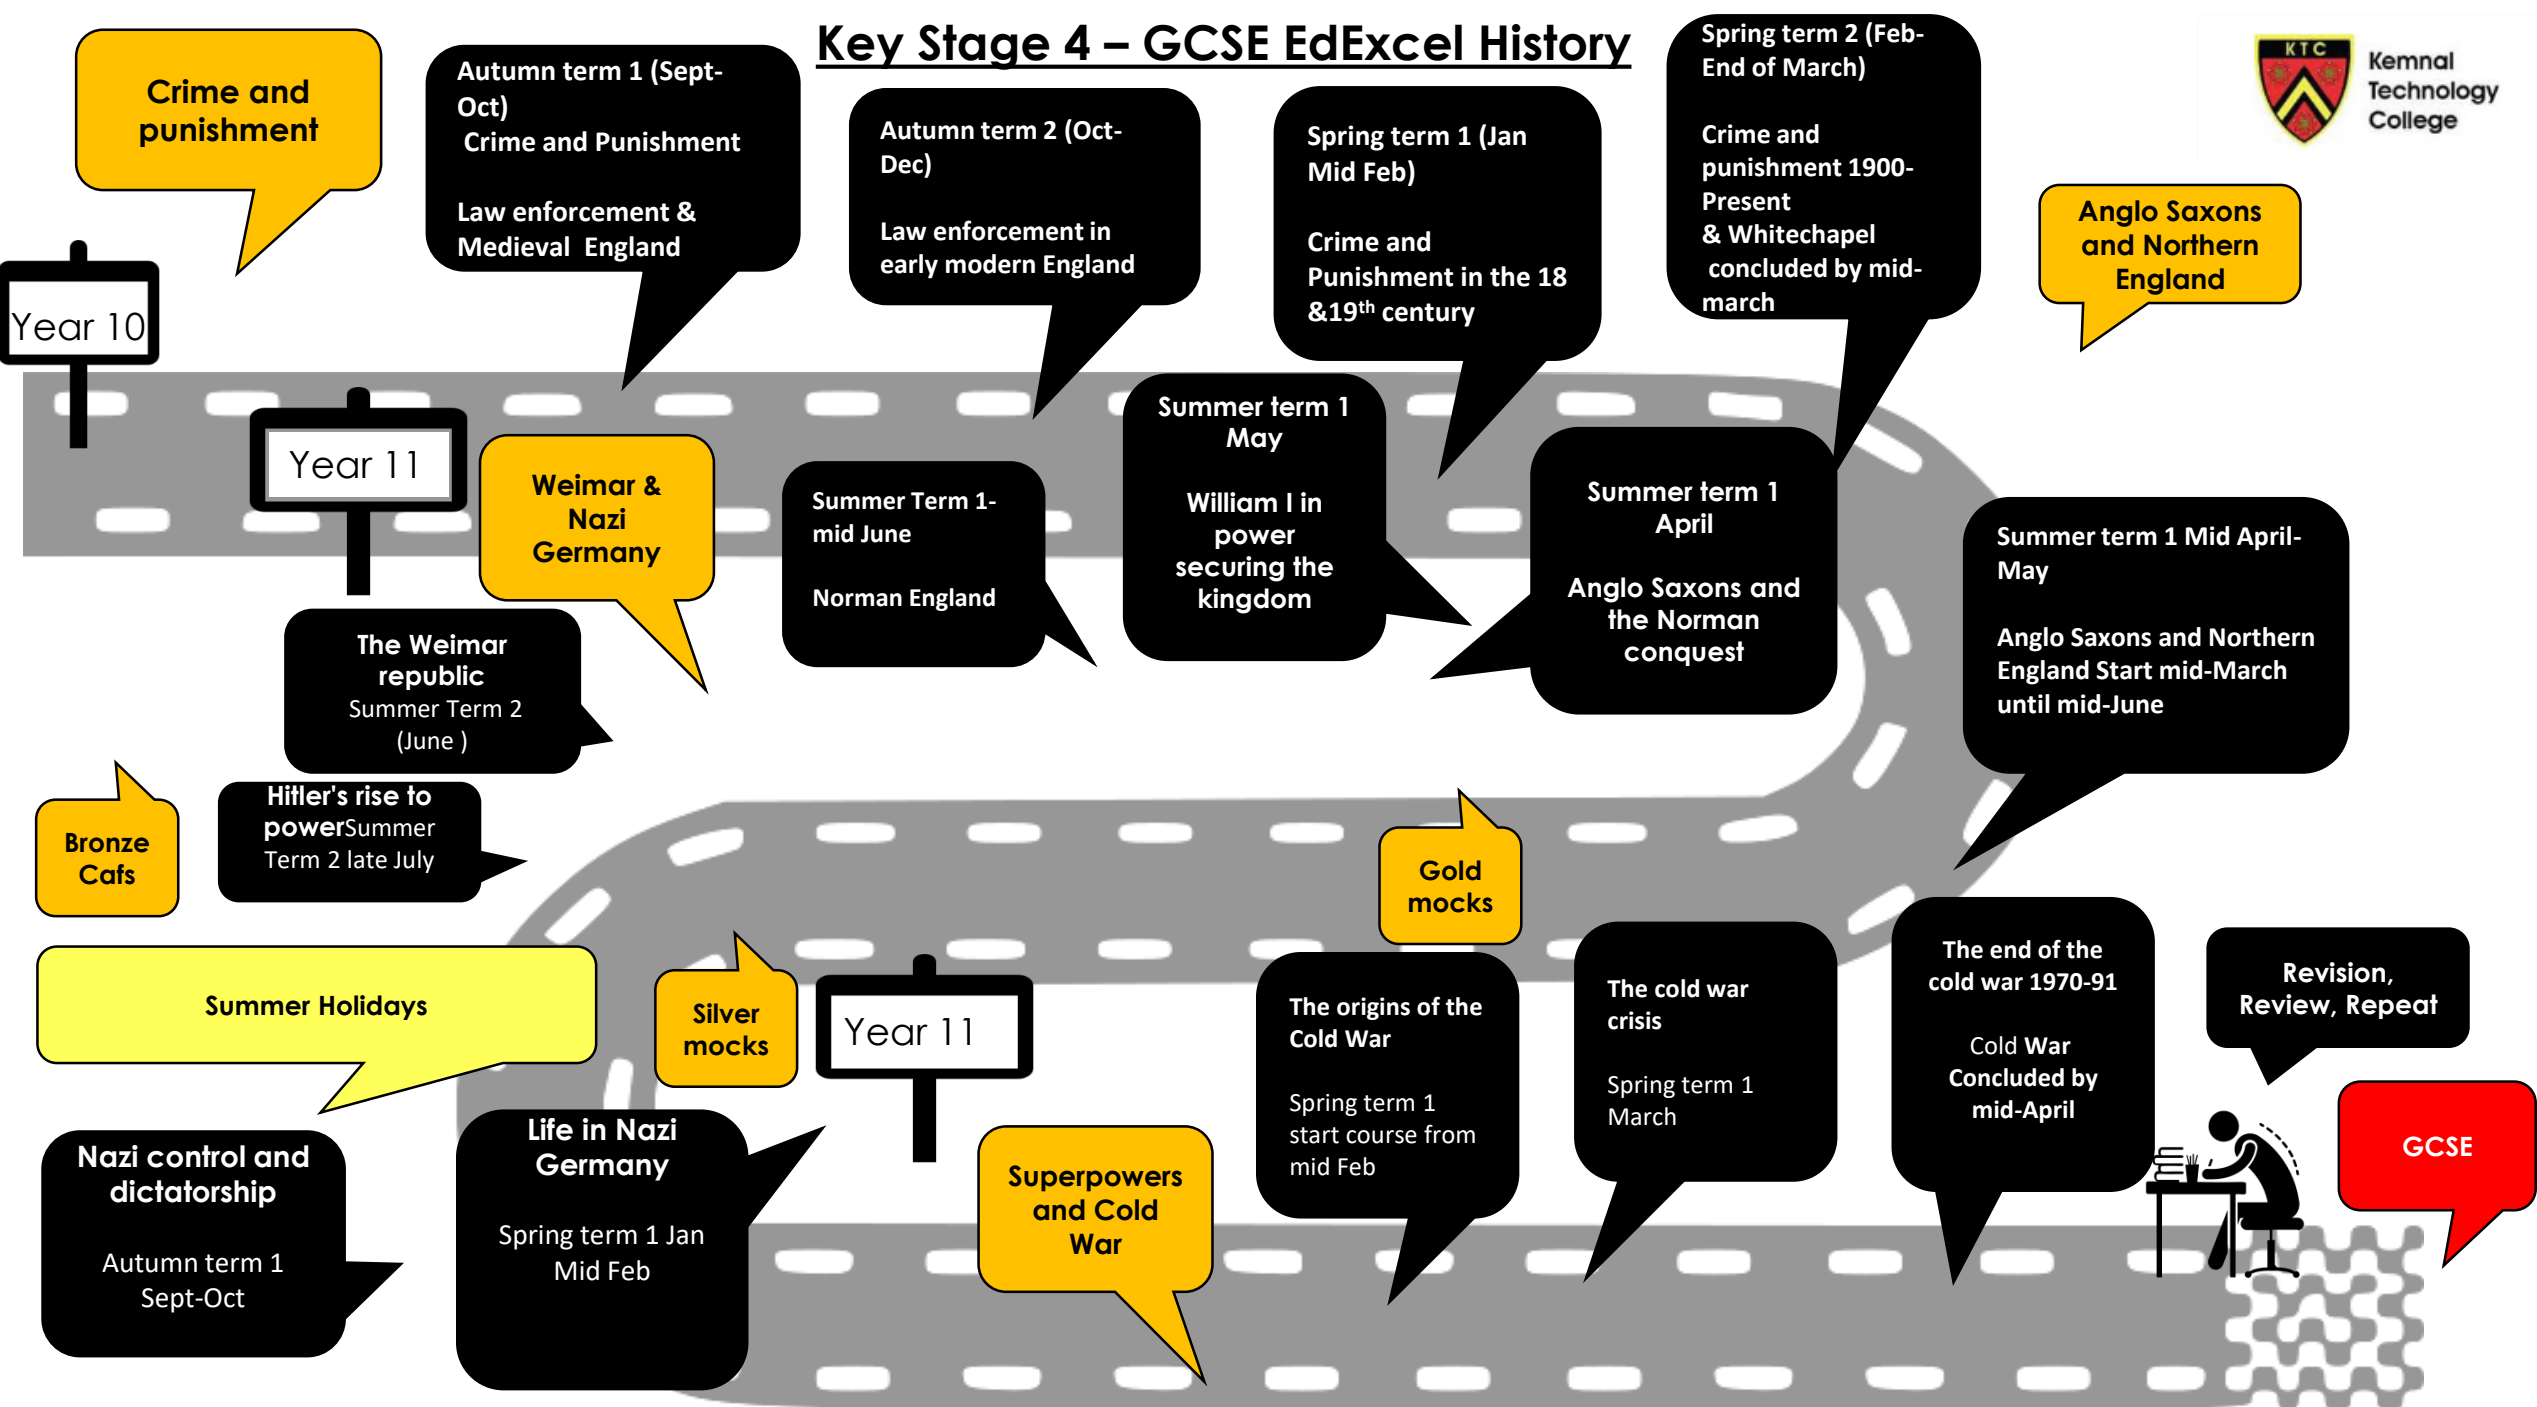 Key Stage 4 – GCSE EdExcel History
KTC
Kemnal
Technology
College
Crime and
punishment
Autumn term 1 (Sept-
Oct)
Crime and Punishment
Law enforcement &
Medieval England
Autumn term 2 (Oct-
Dec)
Law enforcement in
early modern England
Spring term 1 (Jan
Mid Feb)
Crime and
Punishment in the 18
&19th century
Spring term 2 (Feb-
End of March)
Crime and
punishment 1900-
Present
& Whitechapel
concluded by mid-
march
Anglo Saxons
and Northern
England
Year 10
Year 11
Weimar &
Nazi
Germany
Summer Term 1-
mid June
Norman England
Summer term 1
May
William I in
power
securing the
kingdom
Summer term 1
April
Anglo Saxons and
the Norman
conquest
Summer term 1 Mid April-
May
Anglo Saxons and Northern
England Start mid-March
until mid-June
The Weimar
republic
Summer Term 2
(June )
Hitler's rise to
powerSummer
Term 2 late July
Bronze
Cafs
Gold
mocks
Summer Holidays
Silver
mocks
Year 11
The origins of the
Cold War
Spring term 1
start course from
mid Feb
The cold war
crisis
Spring term 1
March
The end of the
cold war 1970-91
Cold War
Concluded by
mid-April
Revision,
Review, Repeat
GCSE
Nazi control and
dictatorship
Autumn term 1
Sept-Oct
Life in Nazi
Germany
Spring term 1 Jan
Mid Feb
Superpowers
and Cold
War